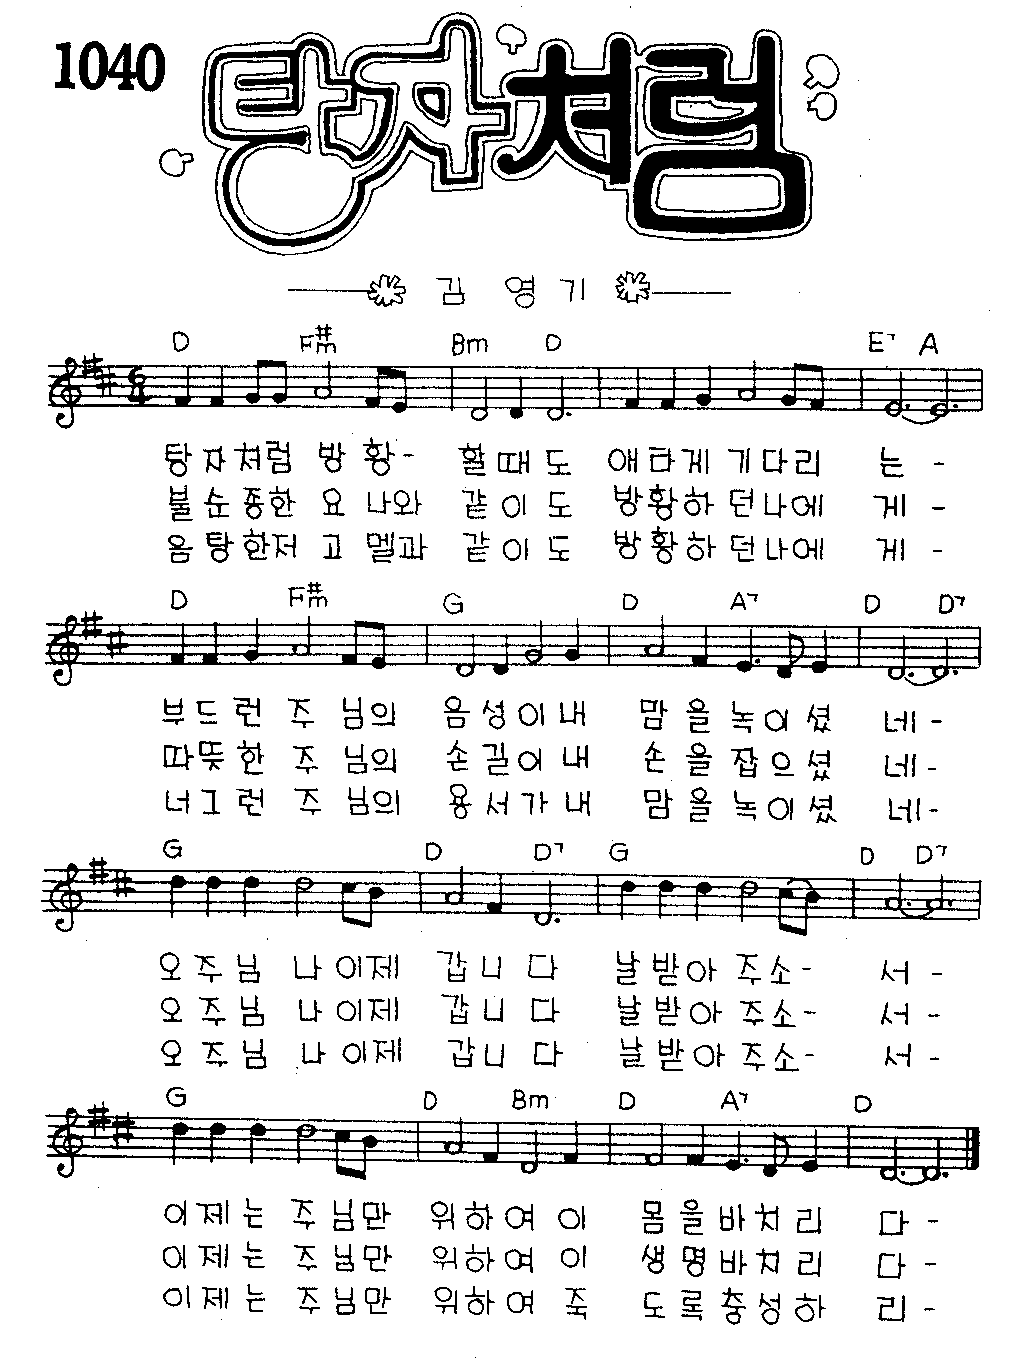 1040
탕자처럼
김 영 기
D F#m Bm D E7 A
탕자처럼 방황- 할때도 애타게 기다리 는 -
불순종한 요나와 같이도 방황하던나에 게 -
음탕한저 고멜과 같이도 방황하던나에 게 -
D F#m G D A7 D D7
부드런 주님의 음성이내 맘을녹이셨 네-
따뜻한 주님의 손길이내 손을잡으셨 네-
너그런 주님의 용서가내 맘을녹이셨 네-
G D D7 G D D7
오주님 나이제 갑니다 날받아 주소- 서 -
오주님 나이제 갑니다 날받아 주소- 서 -
오주님 나이제 갑니다 날받아 주소- 서 -
G D Bm D A7 D
이제는 주님만 위하여이 몸을바치리 다-
이제는 주님만 위하여이 생명바치리 다-
이제는 주님만 위하여죽 도록충성하 리-